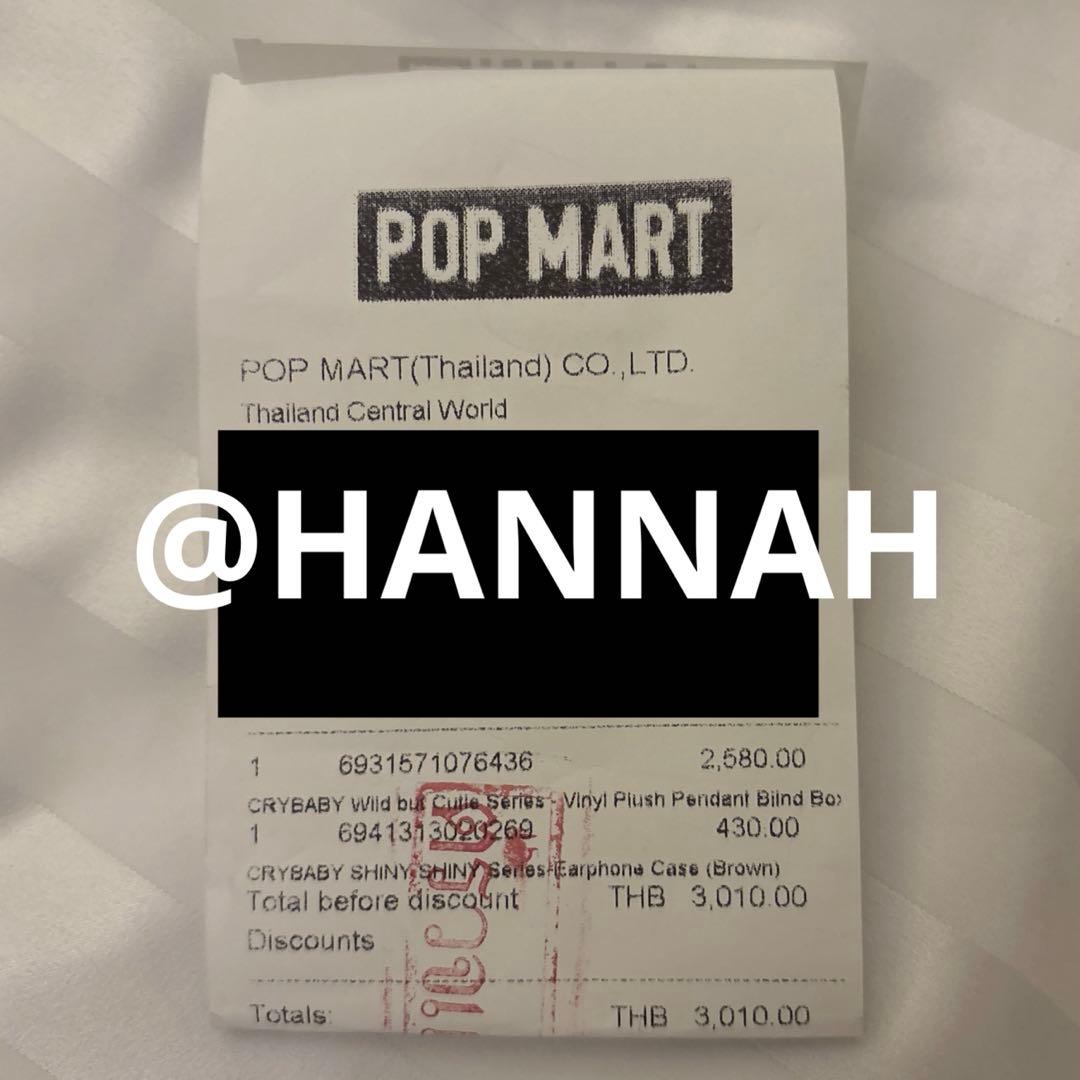 POP MART
POP MART(Thailand) CO.,LTD.
Thailand Central World
@HANNAH
1 6931571076436 2,580.00
CRYBABY Wild but Cutie Series - Vinyl Plush Pendant Blind Box
1 6941313020269 430.00
CRYBABY SHINY SHINY Series-Earphone Case (Brown)
Total before discount THB 3,010.00
Discounts
Totals: THB 3,010.00